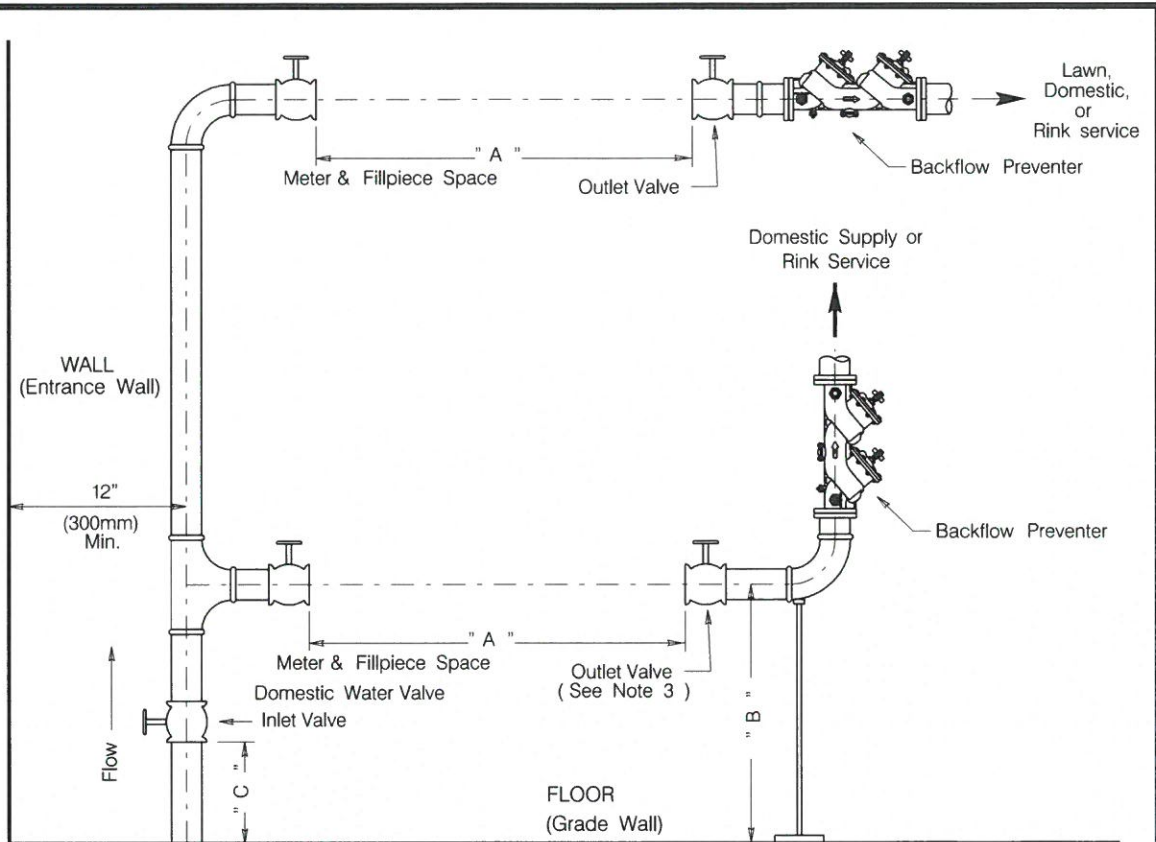 Lawn,
Domestic,
or
Rink service
" A "
Meter & Fillpiece Space
Outlet Valve
Backflow Preventer
Domestic Supply or
Rink Service
WALL
(Entrance Wall)
12"
(300mm)
Min.
Backflow Preventer
" A "
Meter & Fillpiece Space
Outlet Valve
( See Note 3 )
Domestic Water Valve
Inlet Valve
Flow
" C "
" B "
FLOOR
(Grade Wall)